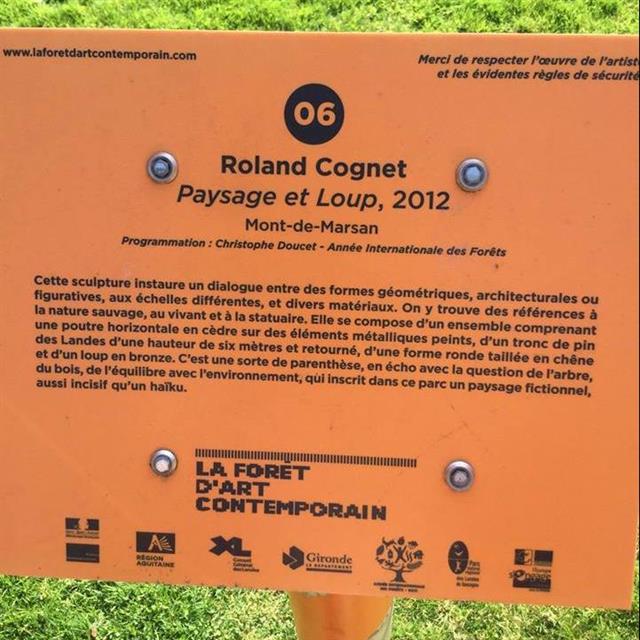 www.laforetdartcontemporain.com
Merci de respecter l'œuvre de l'artiste
et les évidentes règles de sécurité
06
Roland Cognet
Paysage et Loup, 2012
Mont-de-Marsan
Programmation : Christophe Doucet - Année Internationale des Forêts
Cette sculpture instaure un dialogue entre des formes géométriques, architecturales ou
figuratives, aux échelles différentes, et divers matériaux. On y trouve des références à
la nature sauvage, au vivant et à la statuaire. Elle se compose d'un ensemble comprenant
une poutre horizontale en cèdre sur des éléments métalliques peints, d'un tronc de pin
des Landes d'une hauteur de six mètres et retourné, d'une forme ronde taillée en chêne
et d'un loup en bronze. C'est une sorte de parenthèse, en écho avec la question de l'arbre,
du bois, de l'équilibre avec l'environnement, qui inscrit dans ce parc un paysage fictionnel,
aussi incisif qu'un haïku.
LA FORÊT
D'ART
CONTEMPORAIN
RÉGION
AQUITAINE
XL
Gironde
LE DÉPARTEMENT
Parc
s'engage